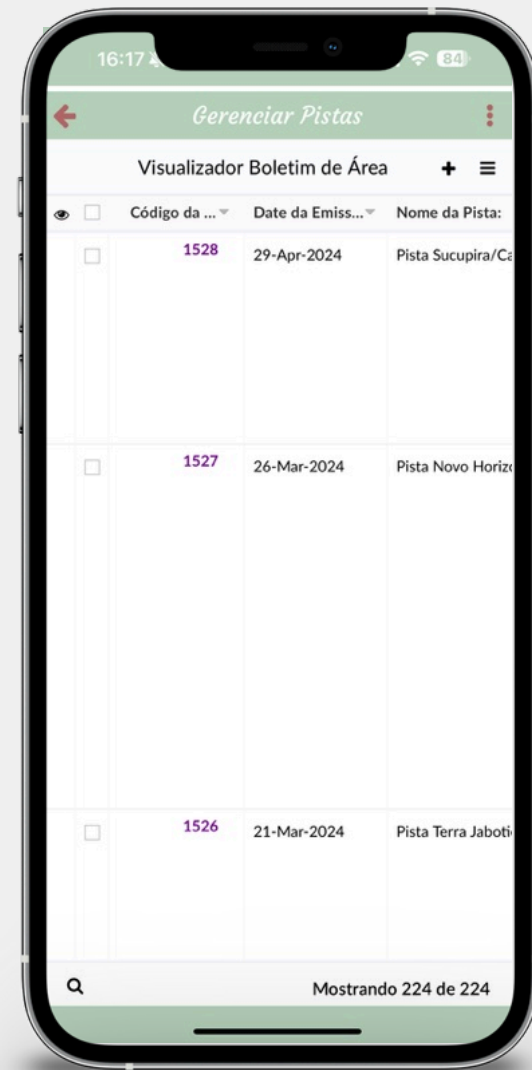 16:17
84
Gerenciar Pistas
Visualizador Boletim de Área
Código da ... Date da Emiss... Nome da Pista:
1528 29-Apr-2024 Pista Sucupira/Ca
1527 26-Mar-2024 Pista Novo Horizo
1526 21-Mar-2024 Pista Terra Jaboti
Mostrando 224 de 224